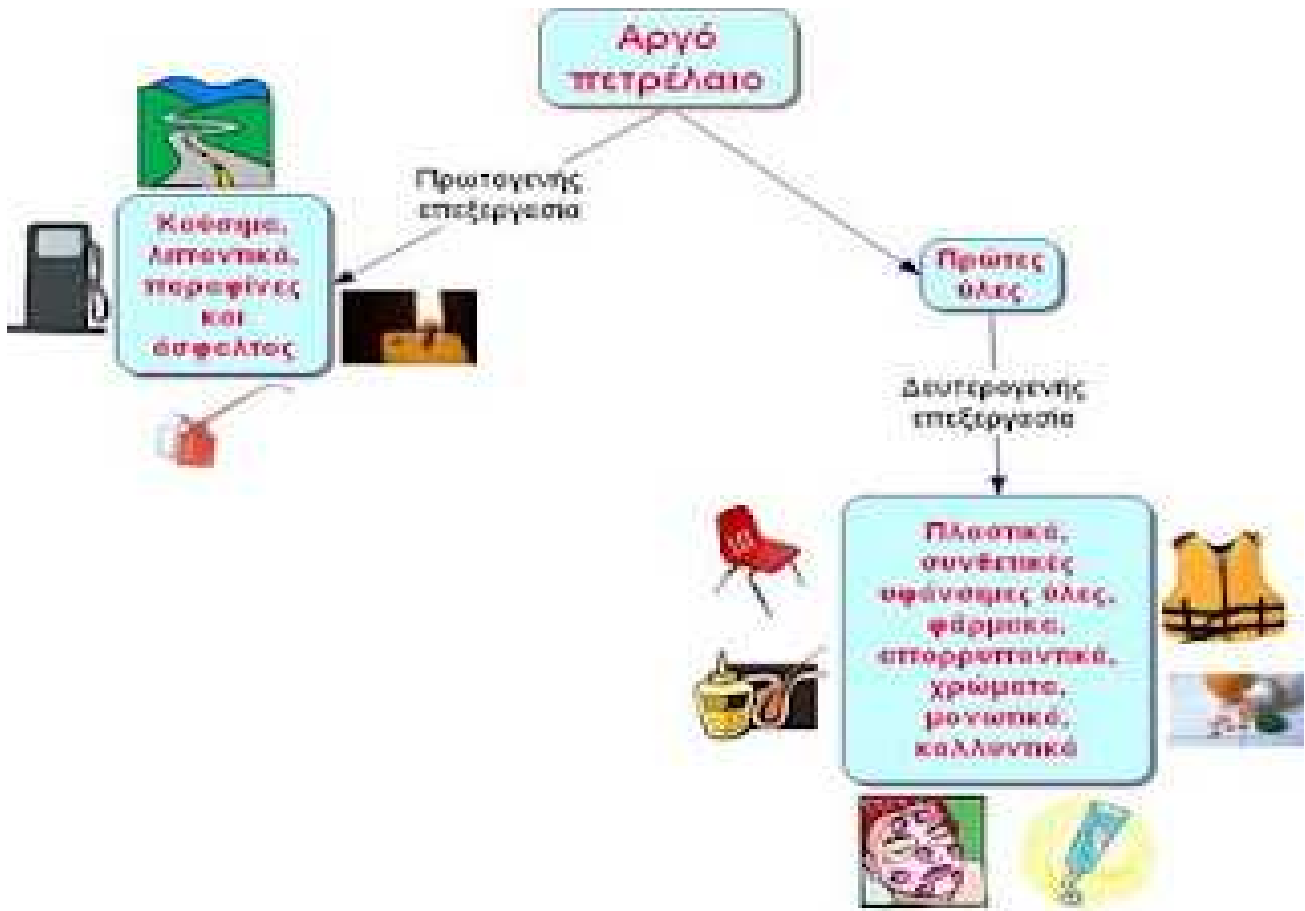 Αργό
πετρέλαιο
Πρωτογενής
επεξεργασία
Καύσιμα,
λιπαντικά,
παραφίνες
και
άσφαλτος
Πρώτες
ύλες
Δευτερογενής
επεξεργασία
Πλαστικά,
συνθετικές
υφάνσιμες ύλες,
φάρμακα,
απορρυπαντικά,
χρώματα,
μονωτικά,
καλλυντικά